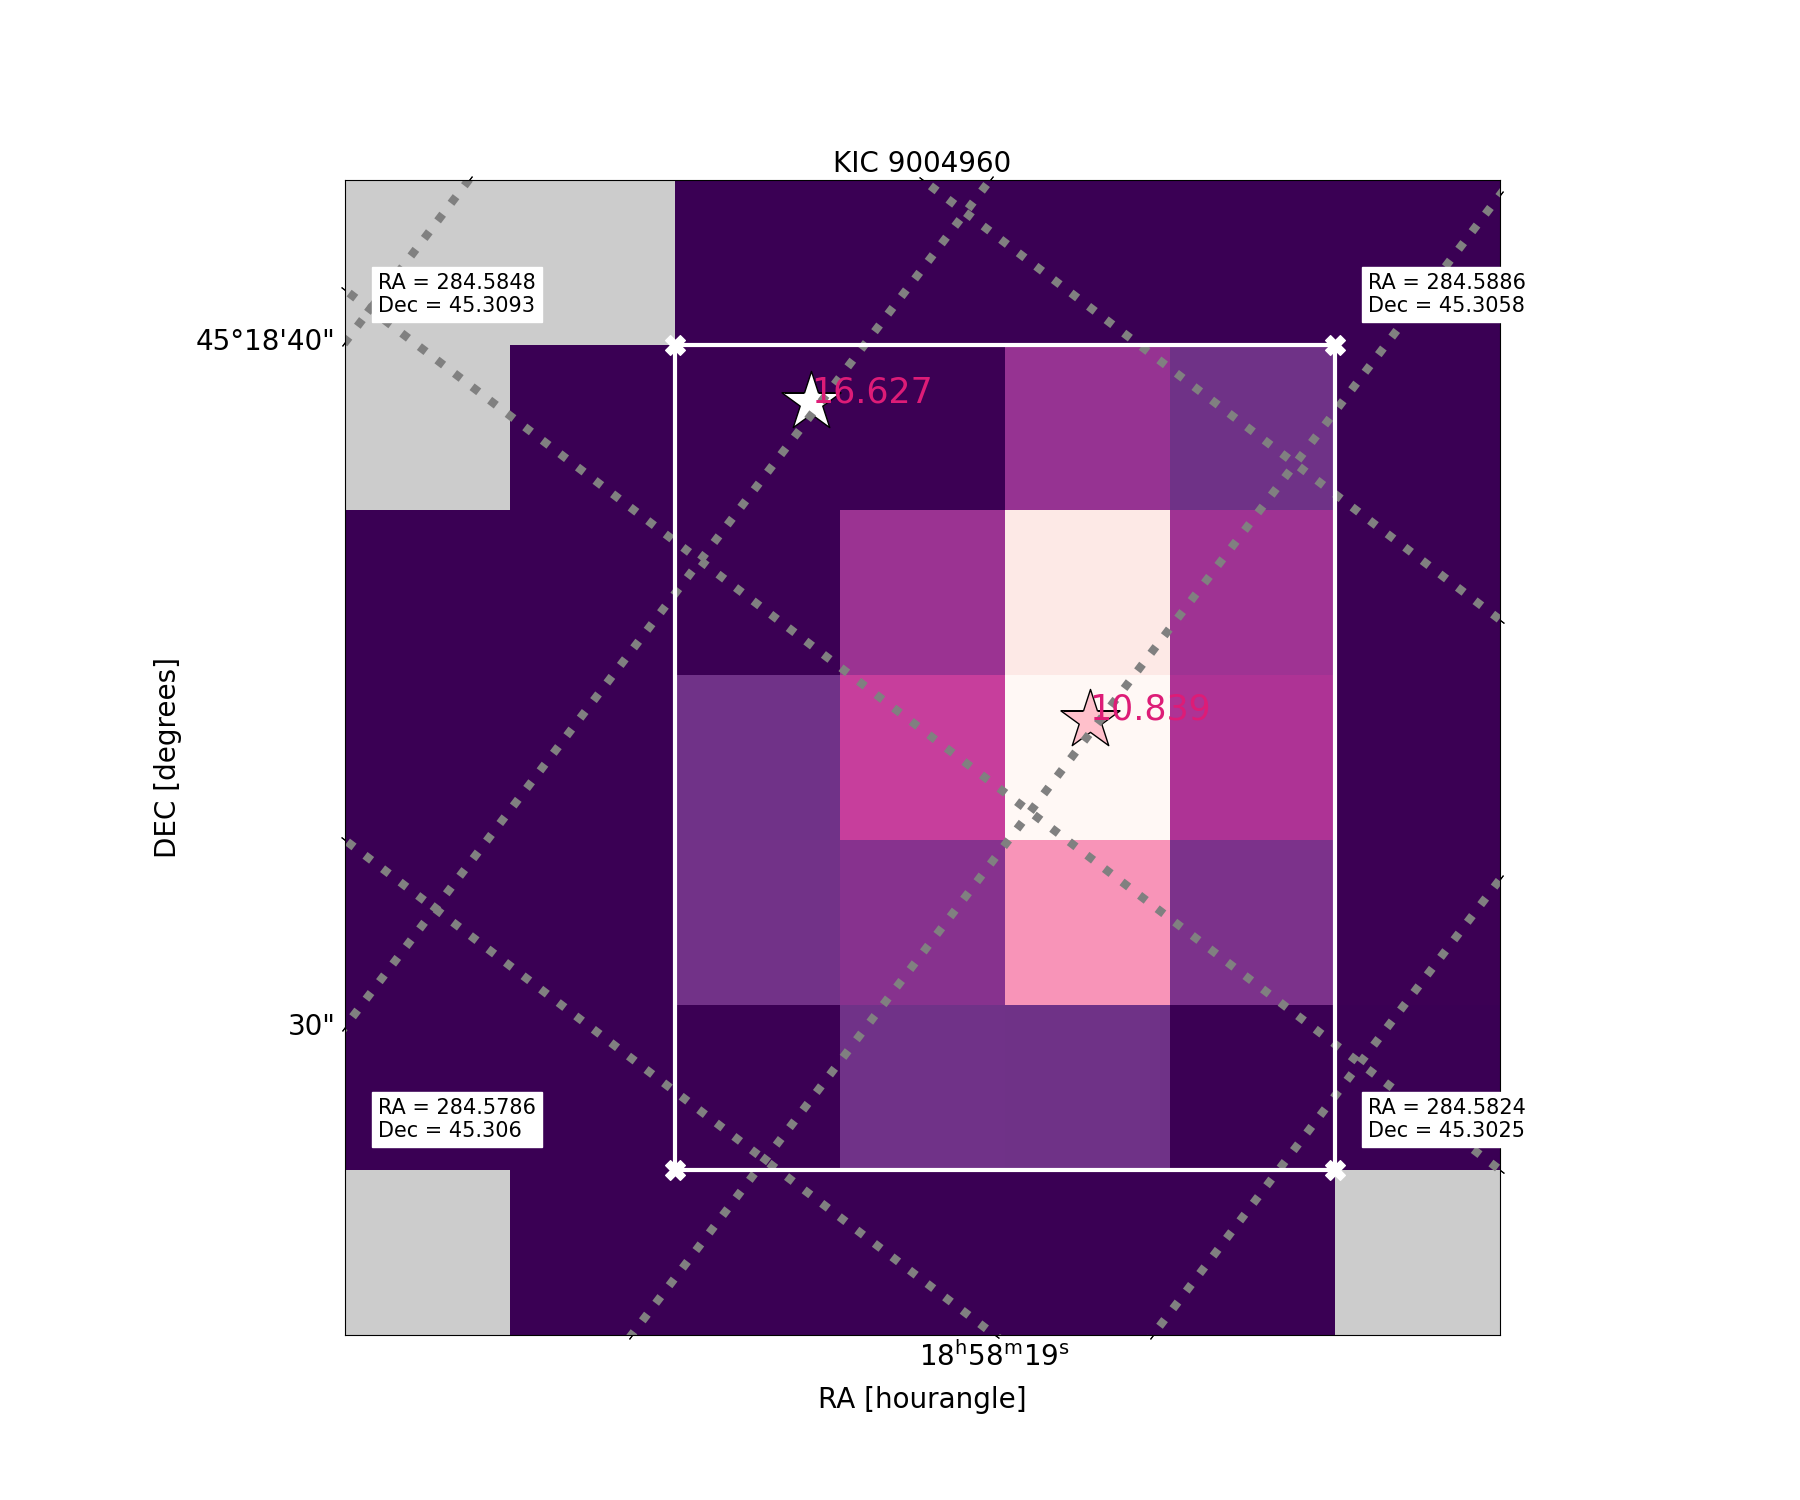 KIC 9004960
RA = 284.5848
Dec = 45.3093
RA = 284.5886
Dec = 45.3058
45°18'40"
16.627
10.839
DEC [degrees]
30"
RA = 284.5786
Dec = 45.306
RA = 284.5824
Dec = 45.3025
18h58m19s
RA [hourangle]